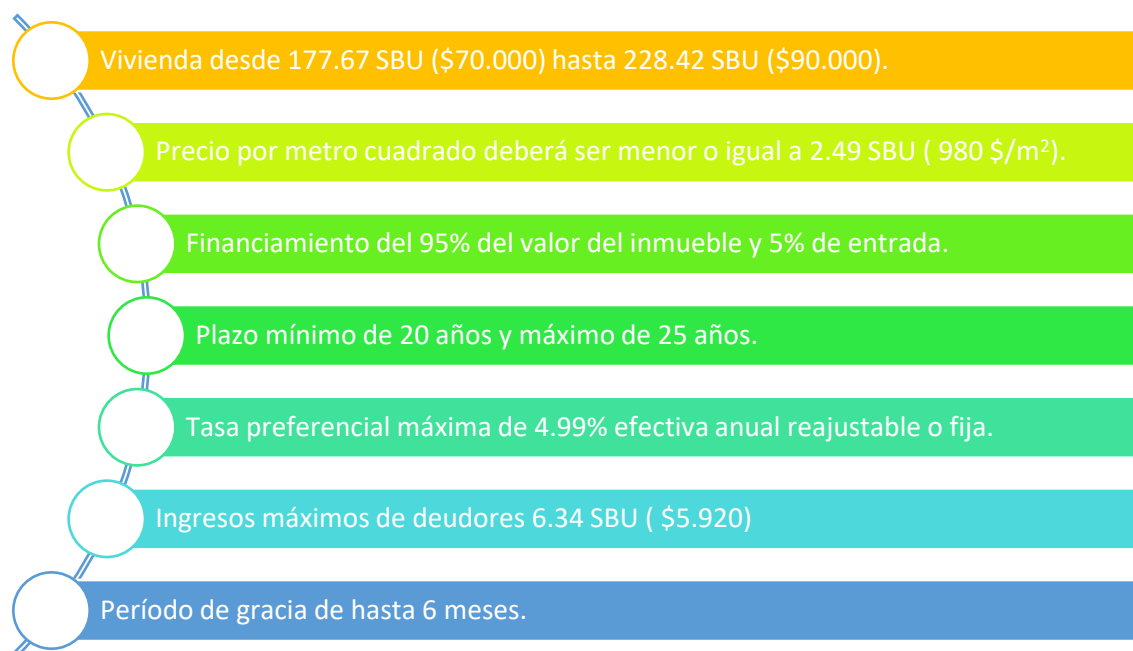 Vivienda desde 177.67 SBU ($70.000) hasta 228.42 SBU ($90.000).
Precio por metro cuadrado deberá ser menor o igual a 2.49 SBU ( 980 $/m²).
Financiamiento del 95% del valor del inmueble y 5% de entrada.
Plazo mínimo de 20 años y máximo de 25 años.
Tasa preferencial máxima de 4.99% efectiva anual reajustable o fija.
Ingresos máximos de deudores 6.34 SBU ( $5.920)
Período de gracia de hasta 6 meses.